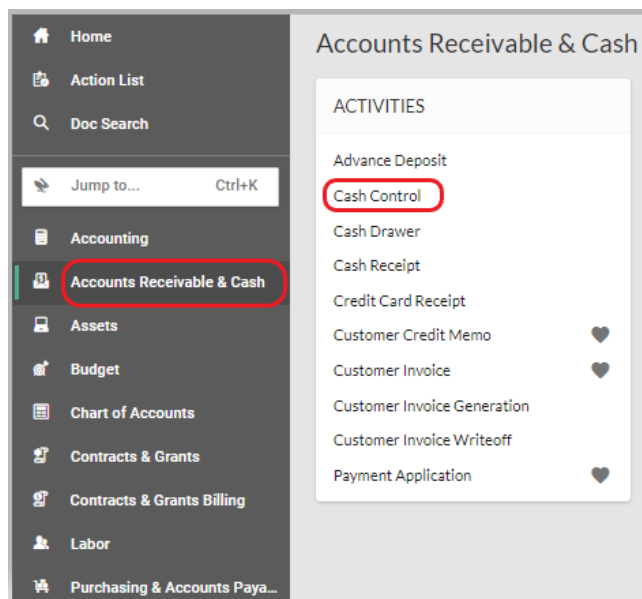 Home
Action List
Doc Search
Jump to... Ctrl+K
Accounting
Accounts Receivable & Cash
Assets
Budget
Chart of Accounts
Contracts & Grants
Contracts & Grants Billing
Labor
Purchasing & Accounts Paya...
Accounts Receivable & Cash
ACTIVITIES
Advance Deposit
Cash Control
Cash Drawer
Cash Receipt
Credit Card Receipt
Customer Credit Memo
Customer Invoice
Customer Invoice Generation
Customer Invoice Writeoff
Payment Application